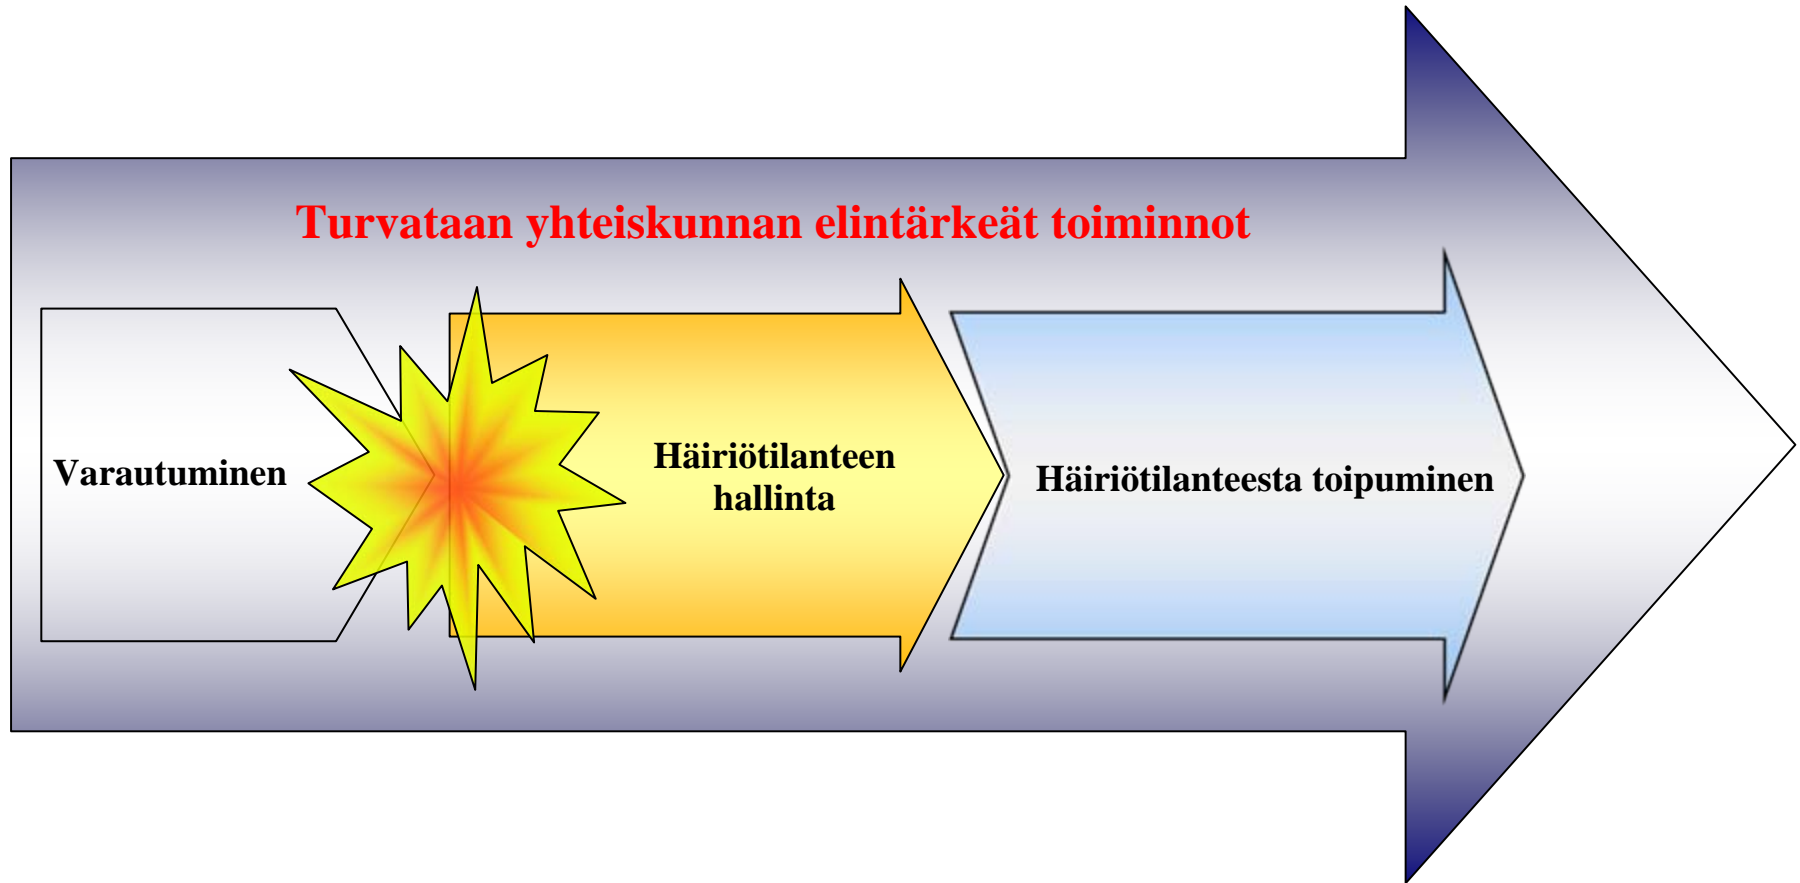 Turvataan yhteiskunnan elintärkeät toiminnot
Varautuminen
Häiriötilanteen
hallinta
Häiriötilanteesta toipuminen